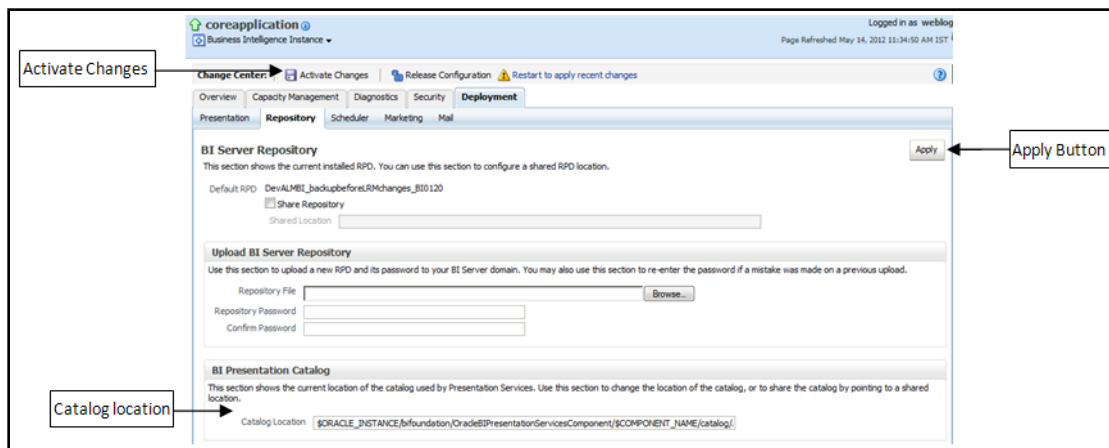 coreapplication
Logged in as weblog
Business Intelligence Instance
Page Refreshed May 14, 2012 11:34:50 AM IST
Activate Changes
Change Center: Activate Changes Release Configuration Restart to apply recent changes
Overview Capacity Management Diagnostics Security Deployment
Presentation Repository Scheduler Marketing Mail
BI Server Repository
Apply
Apply Button
This section shows the current installed RPD. You can use this section to configure a shared RPD location.
Default RPD DevALMBI_backupbeforeLRMchanges_BI0120
Share Repository
Shared Location
Upload BI Server Repository
Use this section to upload a new RPD and its password to your BI Server domain. You may also use this section to re-enter the password if a mistake was made on a previous upload.
Repository File Browse...
Repository Password
Confirm Password
BI Presentation Catalog
This section shows the current location of the catalog used by Presentation Services. Use this section to change the location of the catalog, or to share the catalog by pointing to a shared
location.
Catalog location
Catalog Location $ORACLE_INSTANCE/bifoundation/OracleBIPresentationServicesComponent/$COMPONENT_NAME/catalog/